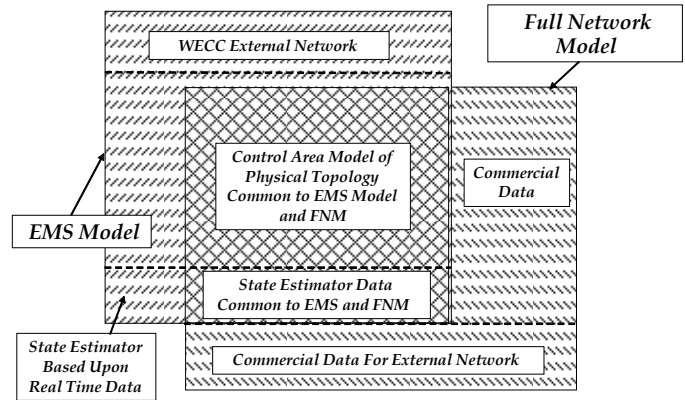 WECC External Network
Full Network
Model
Control Area Model of
Physical Topology
Common to EMS Model
and FNM
Commercial
Data
EMS Model
State Estimator Data
Common to EMS and FNM
State Estimator
Based Upon
Real Time Data
Commercial Data For External Network